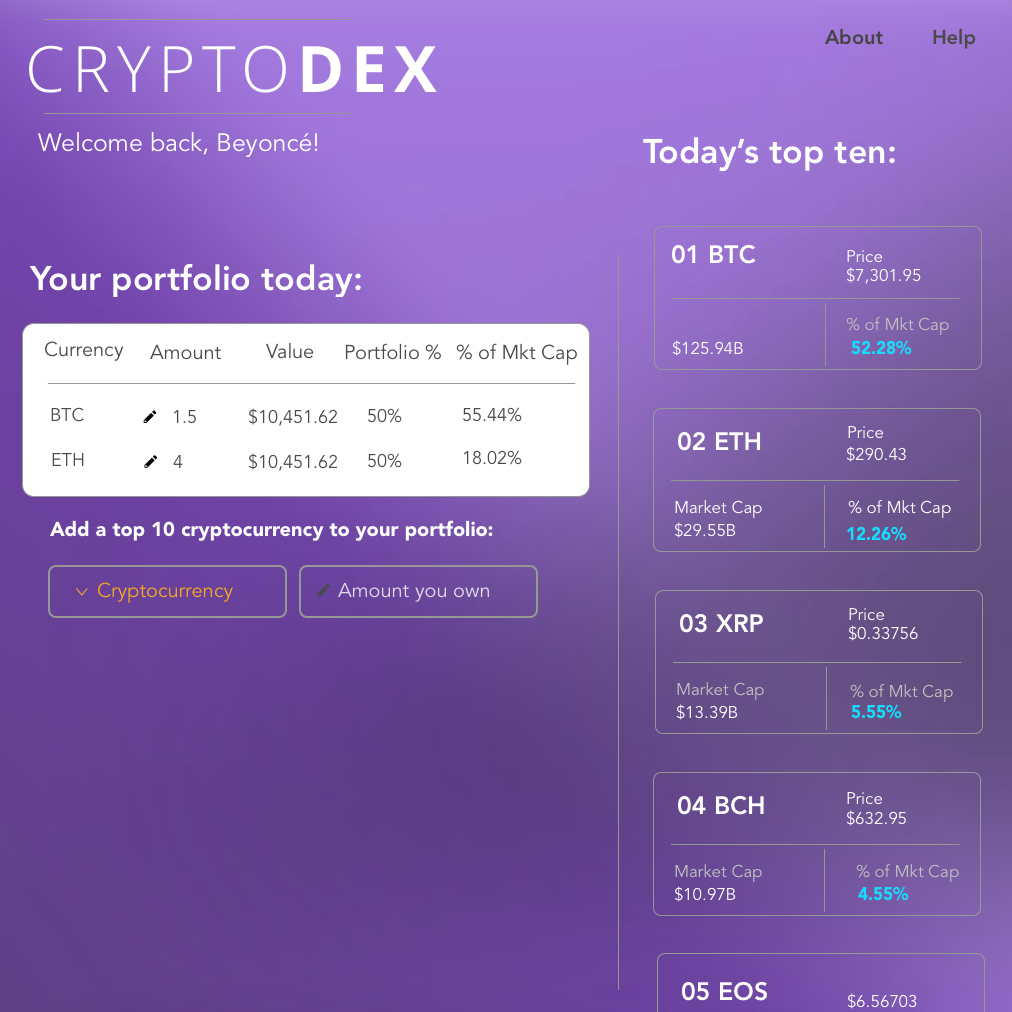 About Help
CRYPTODEX
Welcome back, Beyoncé!
Your portfolio today:
Currency Amount Value Portfolio % % of Mkt Cap
BTC 1.5 $10,451.62 50% 55.44%
ETH 4 $10,451.62 50% 18.02%
Add a top 10 cryptocurrency to your portfolio:
Cryptocurrency Amount you own
Today’s top ten:
01 BTC
Price
$7,301.95
% of Mkt Cap
$125.94B 52.28%
02 ETH
Price
$290.43
Market Cap % of Mkt Cap
$29.55B 12.26%
03 XRP
Price
$0.33756
Market Cap % of Mkt Cap
$13.39B 5.55%
04 BCH
Price
$632.95
Market Cap % of Mkt Cap
$10.97B 4.55%
05 EOS
$6.56703